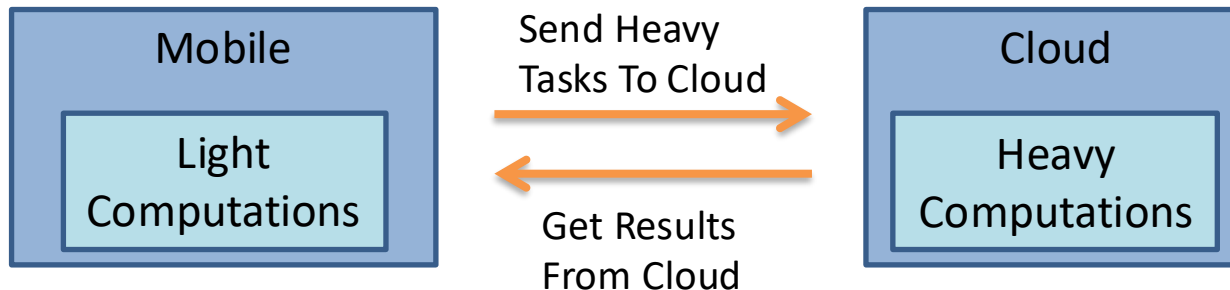 Mobile
Light
Computations
Send Heavy
Tasks To Cloud
Get Results
From Cloud
Cloud
Heavy
Computations